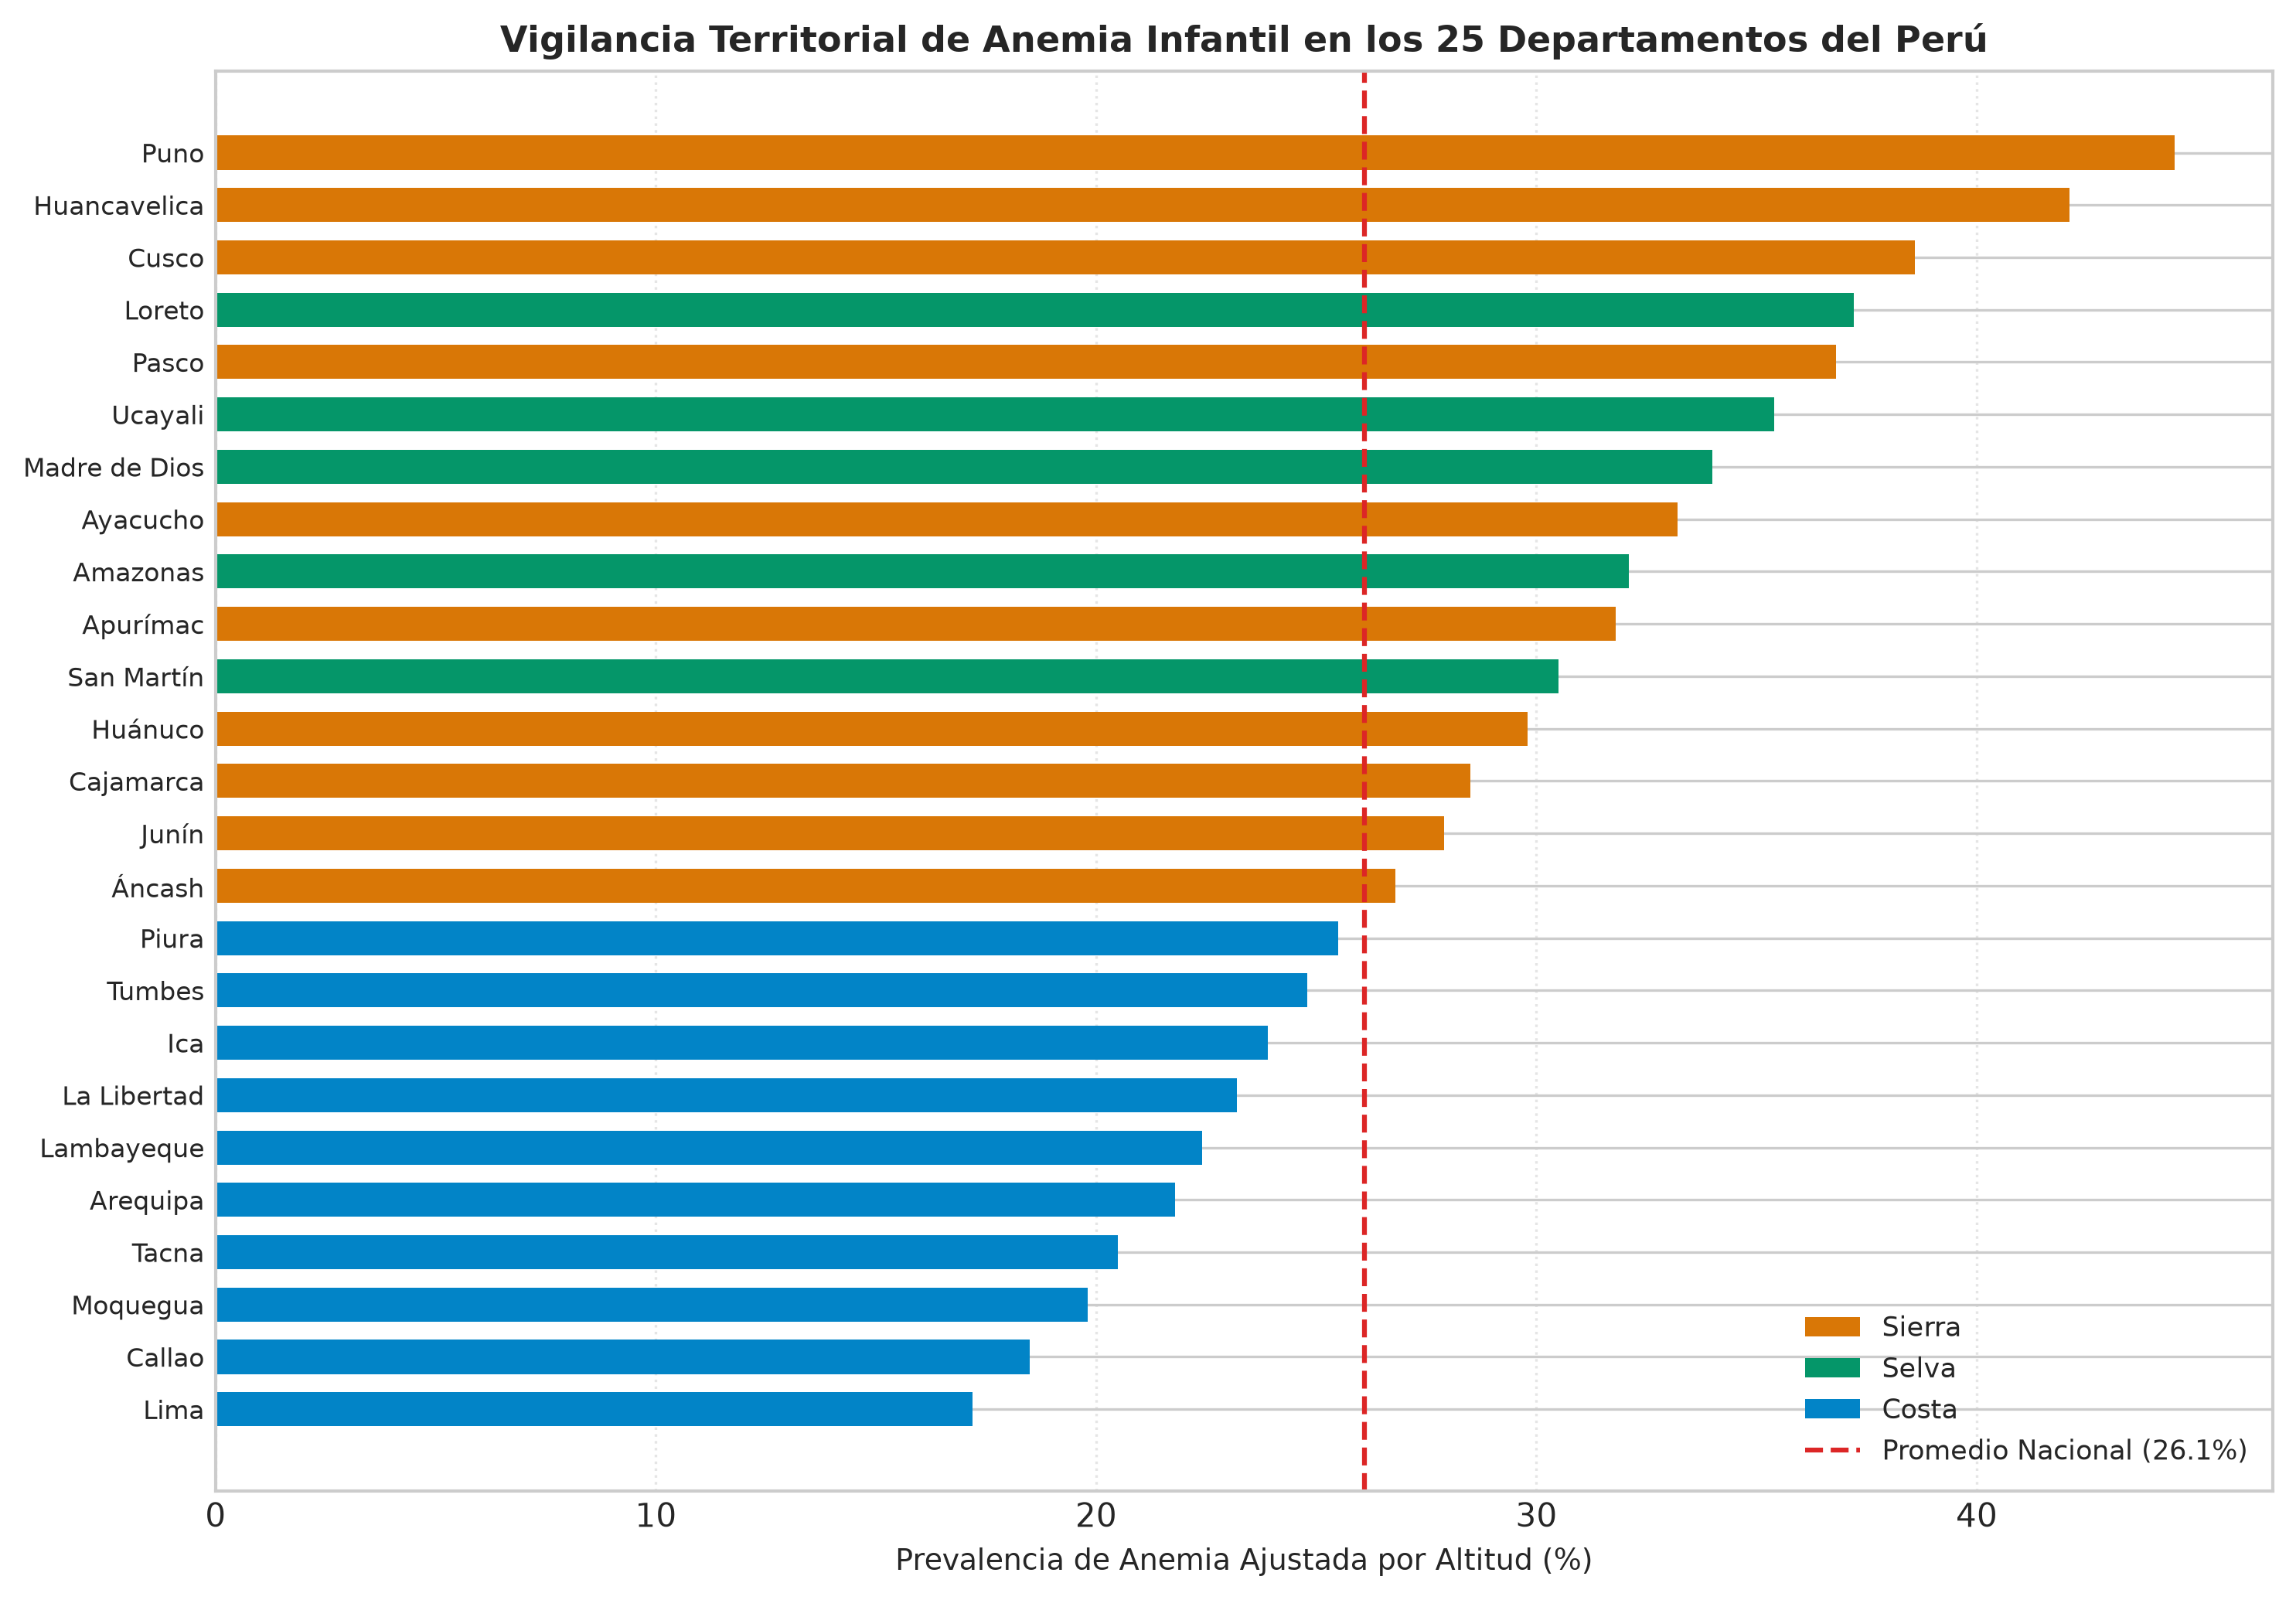 Vigilancia Territorial de Anemia Infantil en los 25 Departamentos del Perú
Puno
Huancavelica
Cusco
Loreto
Pasco
Ucayali
Madre de Dios
Ayacucho
Amazonas
Apurímac
San Martín
Huánuco
Cajamarca
Junín
Áncash
Piura
Tumbes
Ica
La Libertad
Lambayeque
Arequipa
Tacna
Moquegua
Callao
Lima
Sierra
Selva
Costa
Promedio Nacional (26.1%)
0 10 20 30 40
Prevalencia de Anemia Ajustada por Altitud (%)